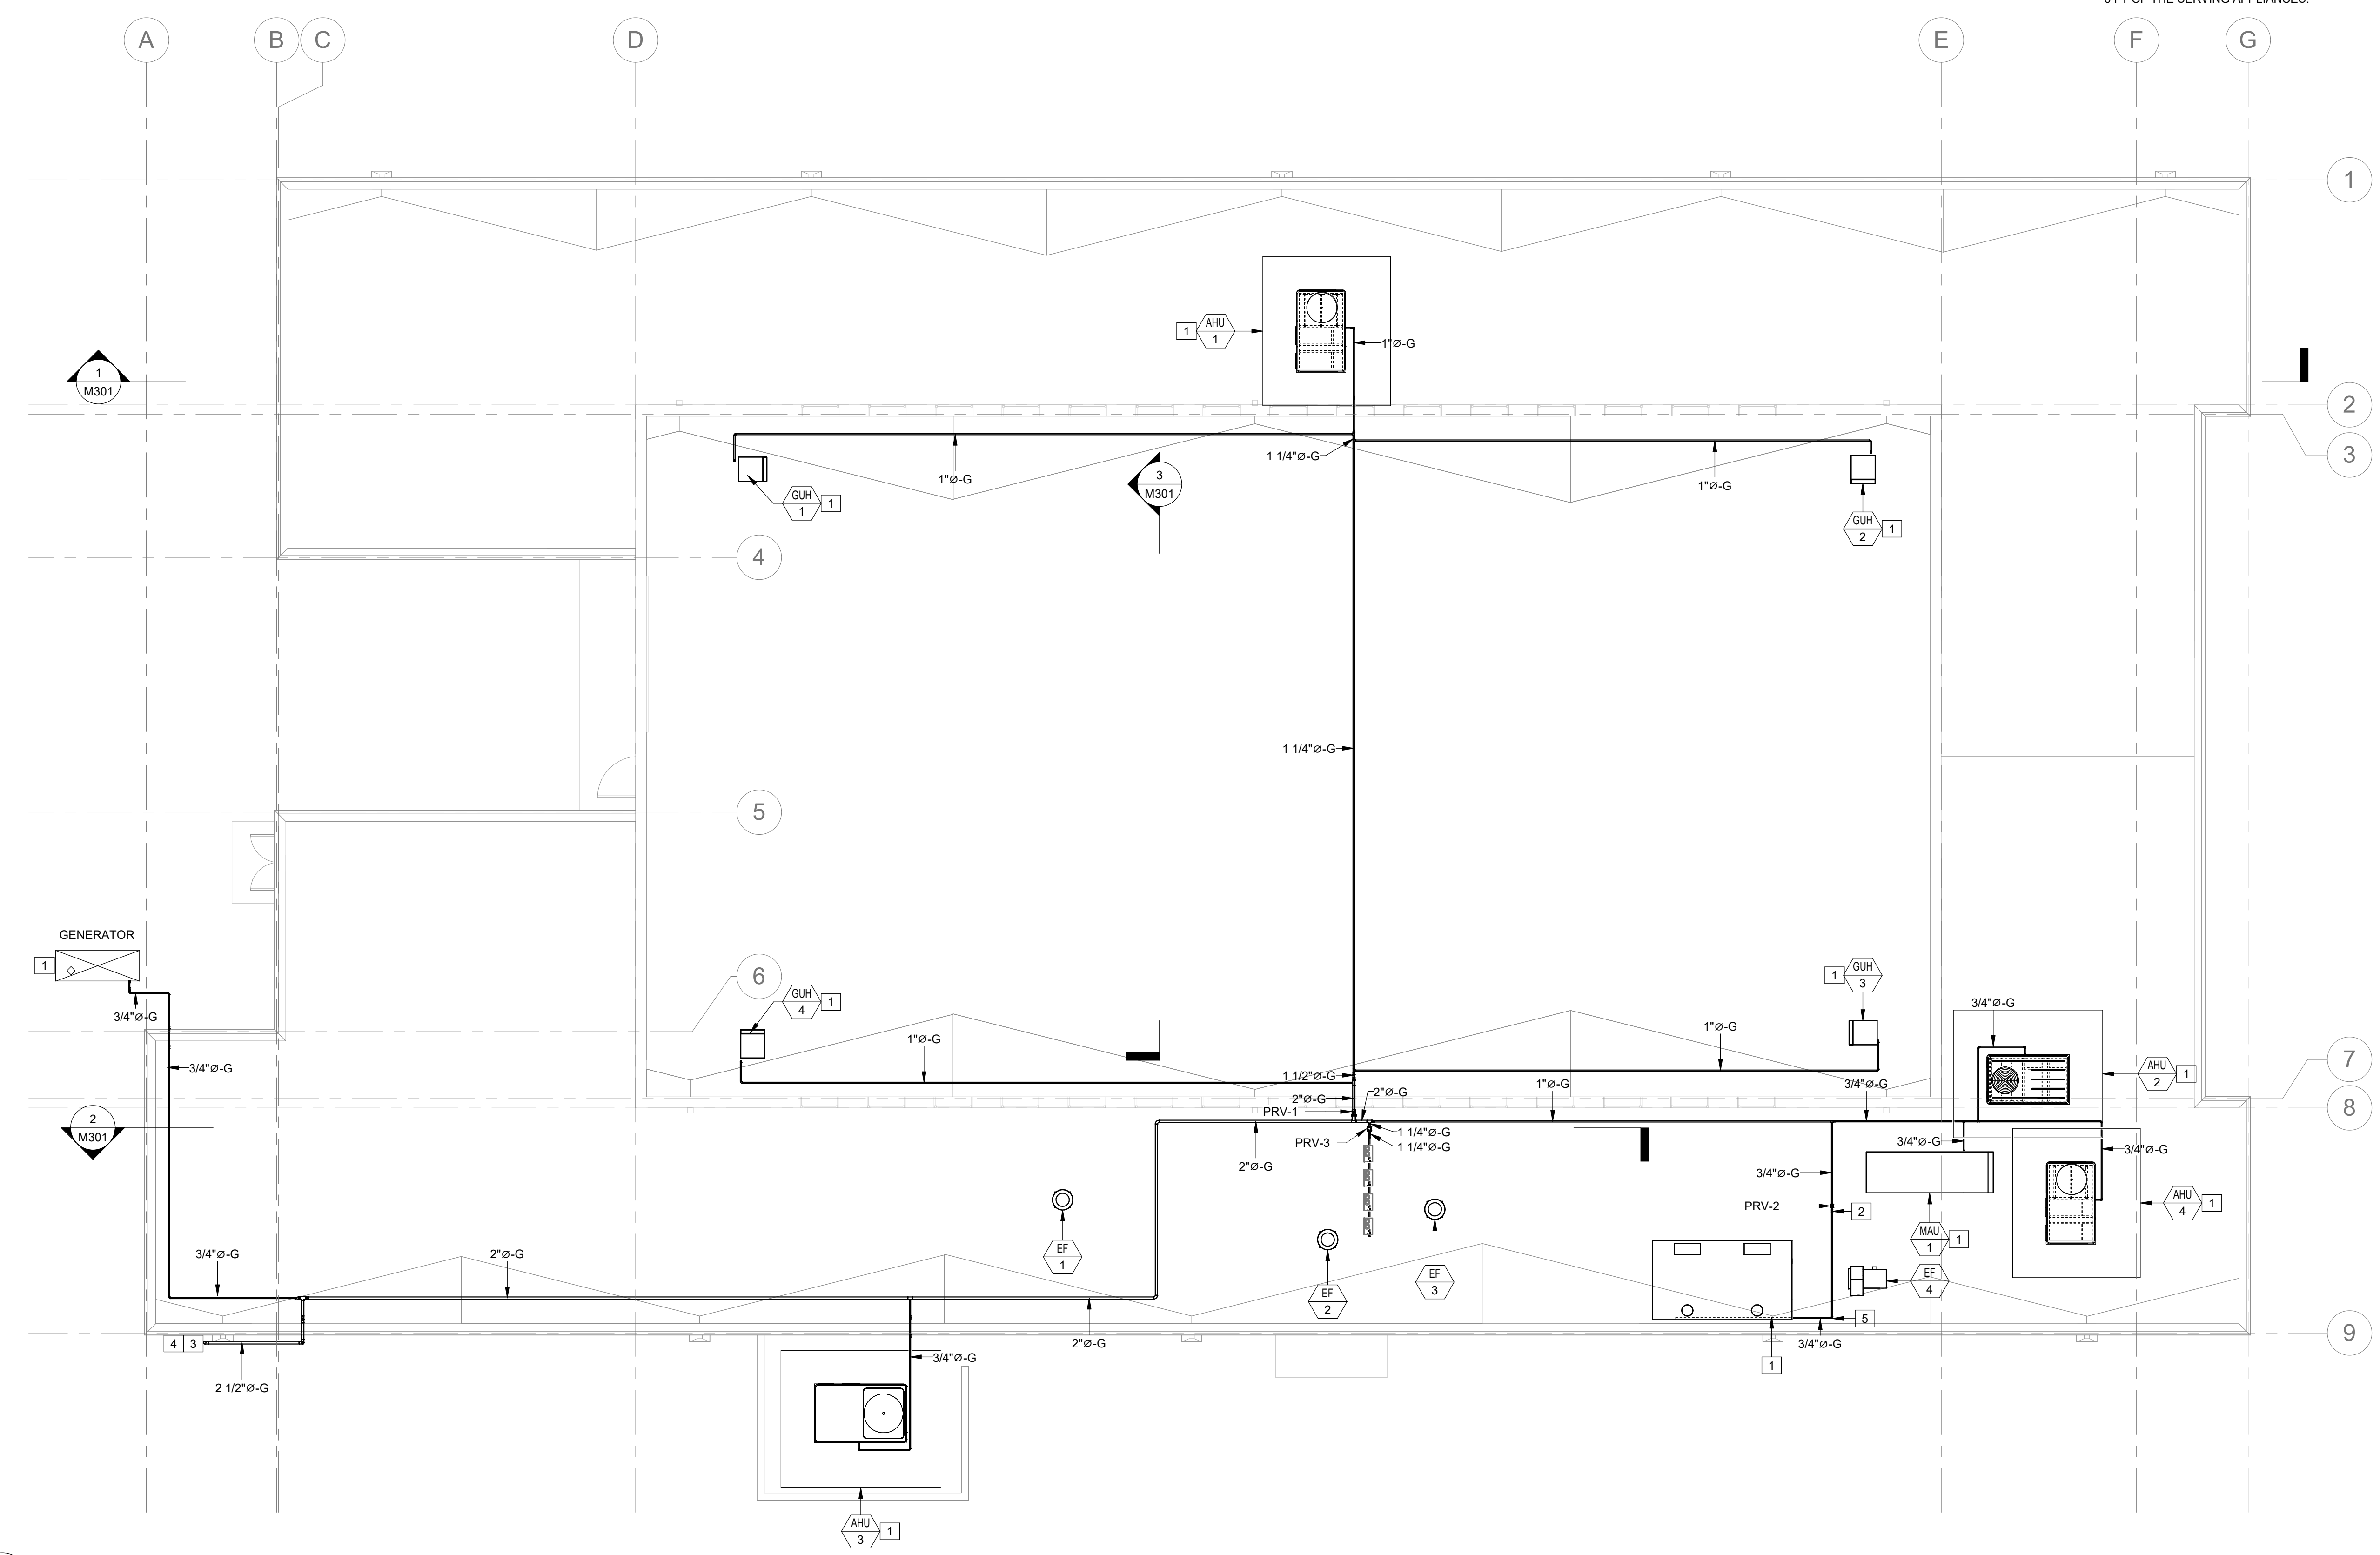 A
B
C
D
E
F
G
1
AHU
1
1
1"Ø-G
1
M301
2
3
1 1/4"Ø-G
1"Ø-G
1"Ø-G
3
M301
GUH
1
1
GUH
2
1
4
1 1/4"Ø-G
5
GENERATOR
1
3/4"Ø-G
6
GUH
4
1
1
GUH
3
3/4"Ø-G
1"Ø-G
1"Ø-G
3/4"Ø-G
1 1/2"Ø-G
7
AHU
2
1
2"Ø-G
2"Ø-G
1"Ø-G
3/4"Ø-G
PRV-1
8
2
M301
1 1/4"Ø-G
PRV-3
1 1/4"Ø-G
2"Ø-G
3/4"Ø-G
3/4"Ø-G
3/4"Ø-G
PRV-2
2
AHU
4
1
MAU
1
1
EF
1
EF
2
EF
3
EF
4
3/4"Ø-G
2"Ø-G
5
9
4
3
2"Ø-G
3/4"Ø-G
3/4"Ø-G
1
2 1/2"Ø-G
AHU
3
1